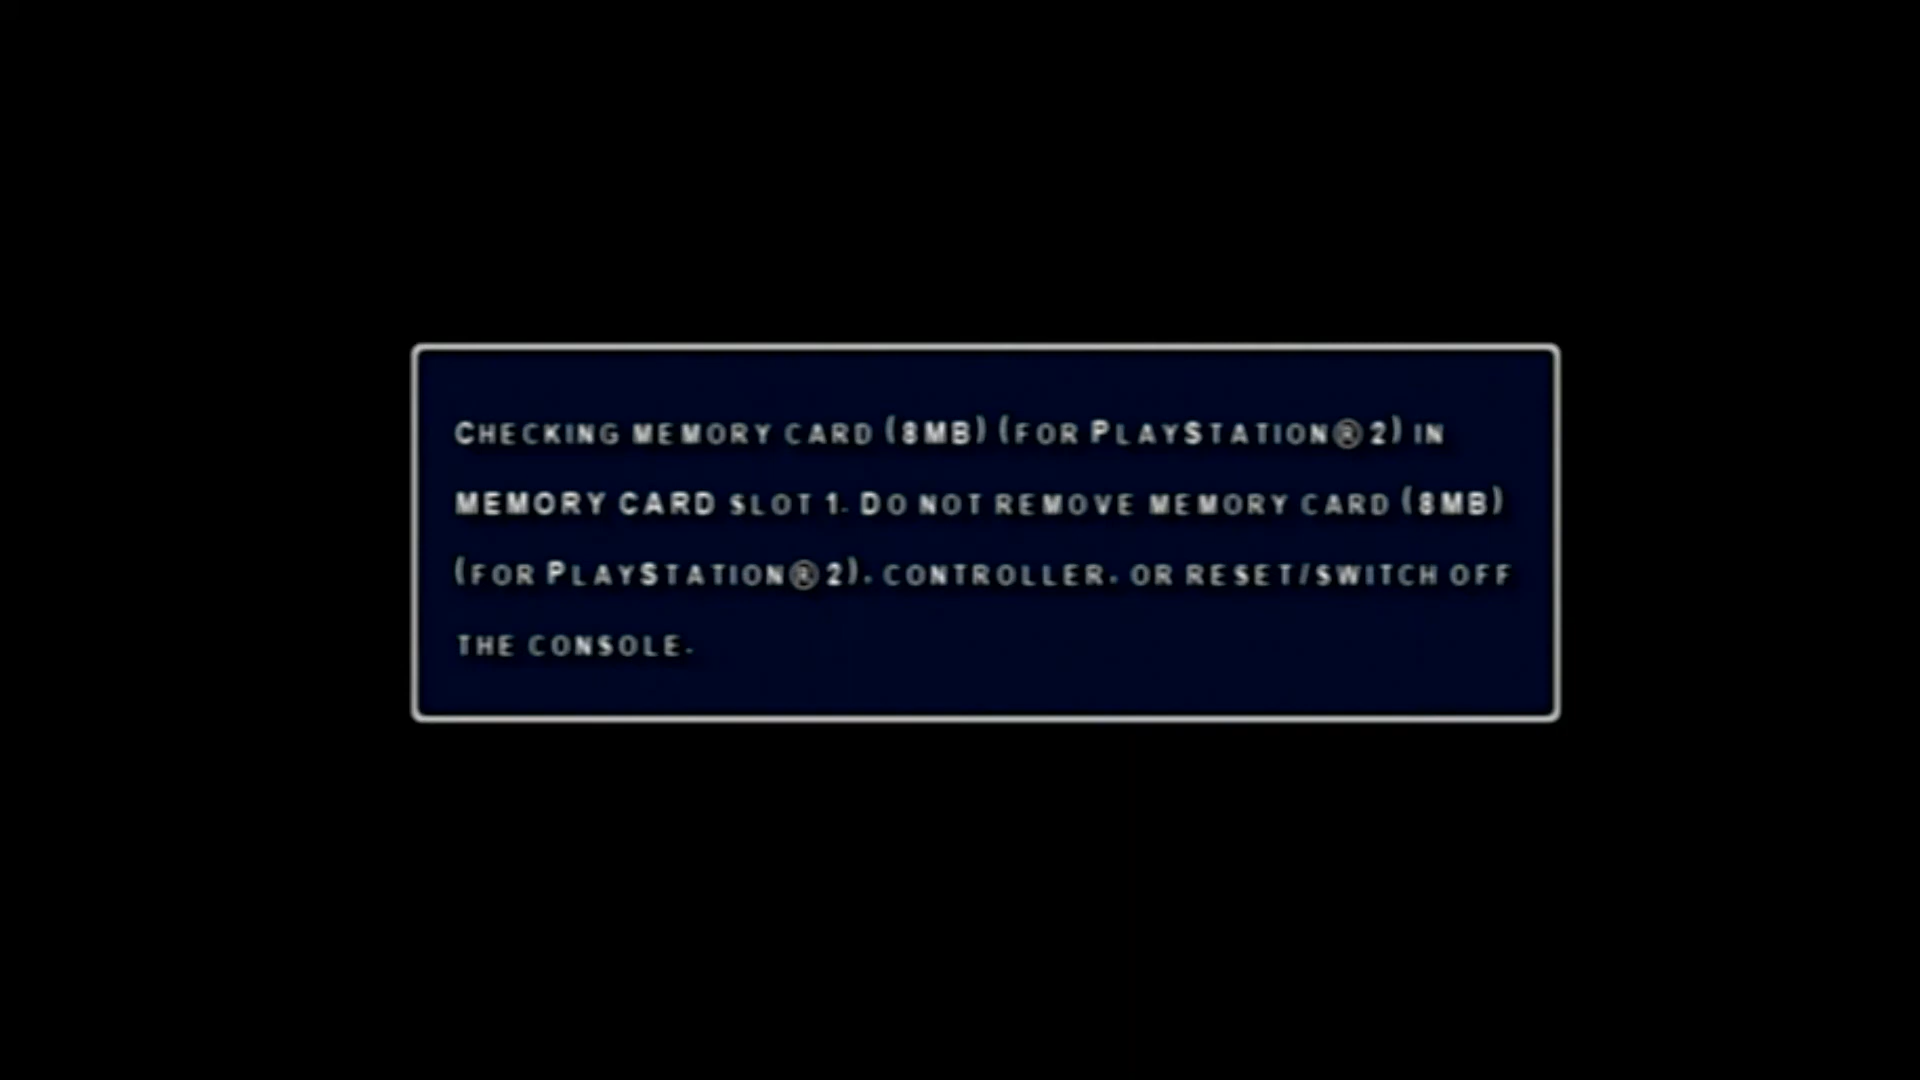 Checking memory card (8MB) (for PlayStation®2) in
MEMORY CARD slot 1. Do not remove memory card (8MB)
(for PlayStation®2), controller, or reset/switch off
the console.